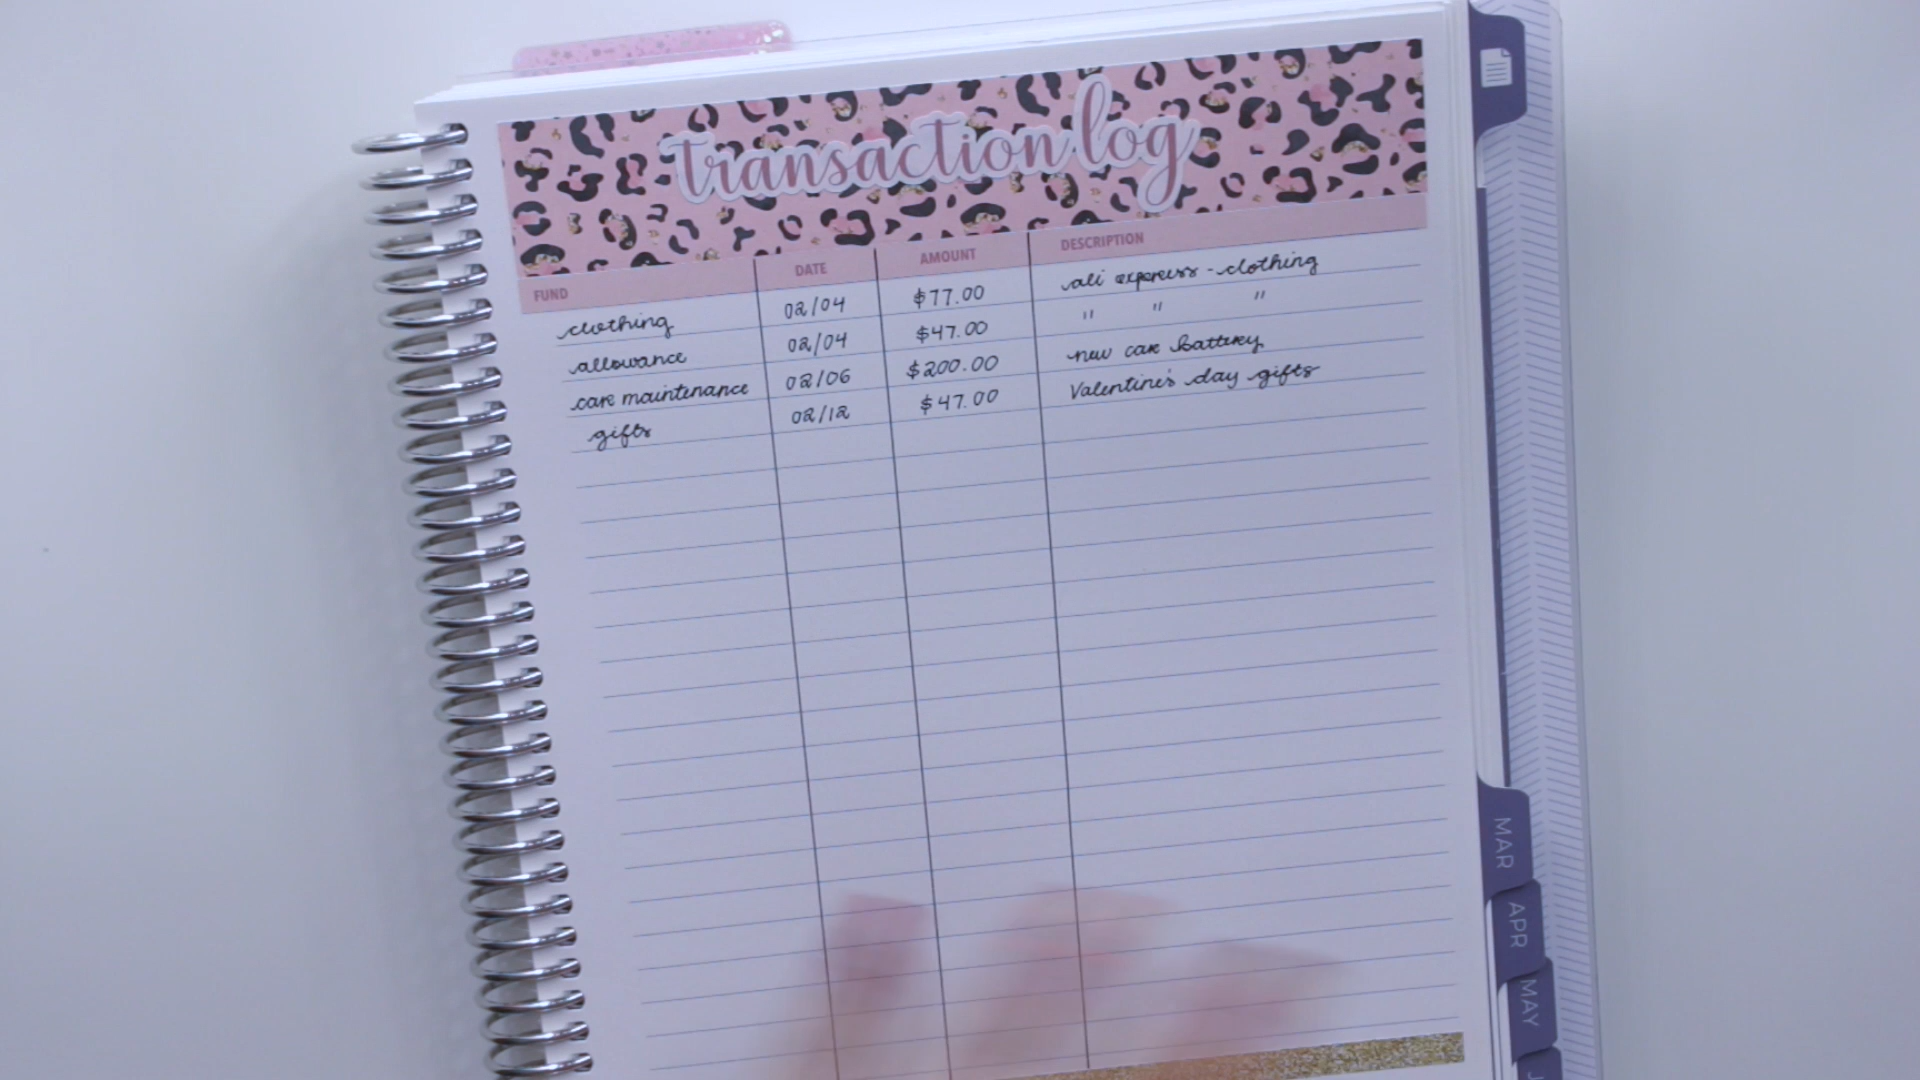 transaction log
FUND DATE AMOUNT DESCRIPTION
clothing 02/04 $77.00 ali express - clothing
allowance 02/04 $47.00 " " "
care maintenance 02/06 $200.00 new car battery
gifts 02/12 $47.00 Valentine's day gifts
MAR
APR
MAY
J